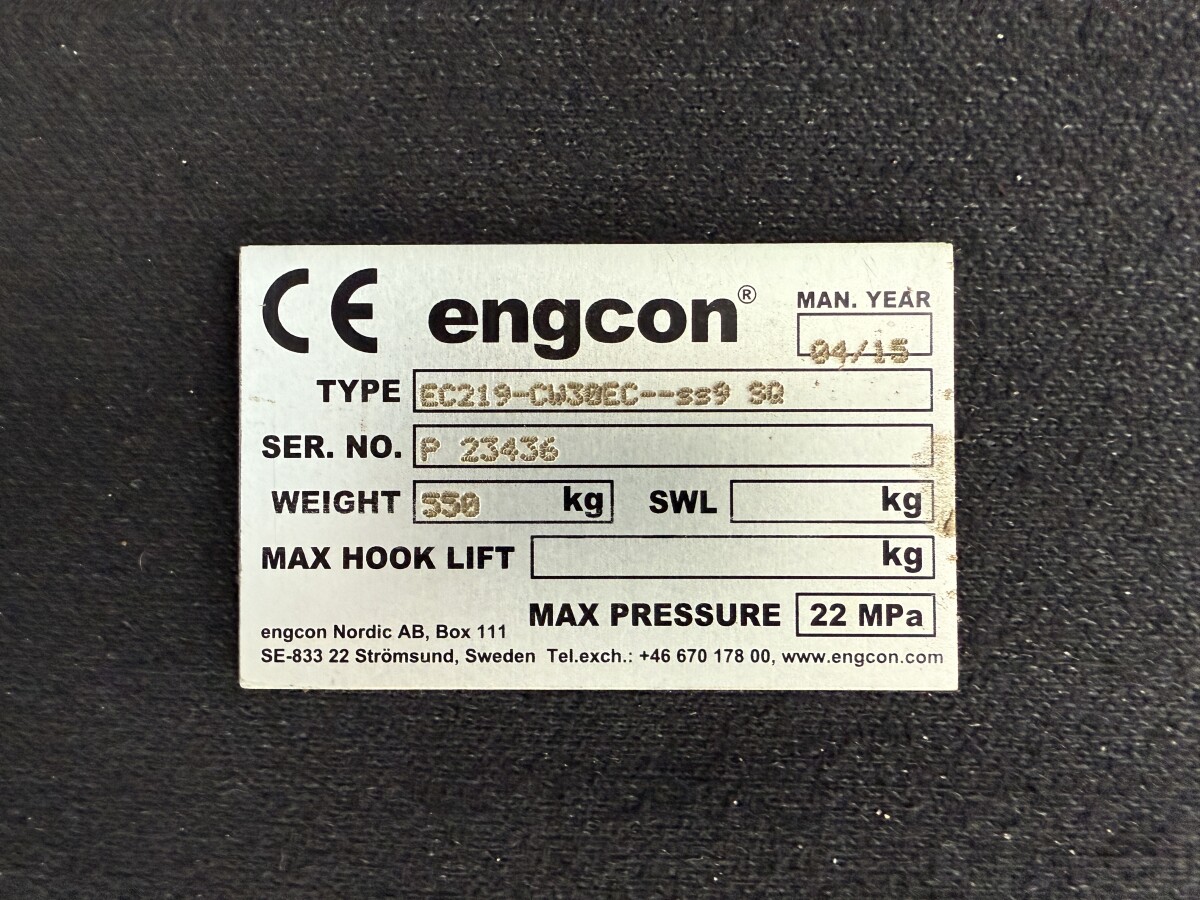 CE engcon® MAN. YEAR
04/15
TYPE EC219-CW30EC--ss9 SQ
SER. NO. P 23436
WEIGHT 550 kg SWL kg
MAX HOOK LIFT kg
MAX PRESSURE 22 MPa
engcon Nordic AB, Box 111
SE-833 22 Strömsund, Sweden Tel.exch.: +46 670 178 00, www.engcon.com